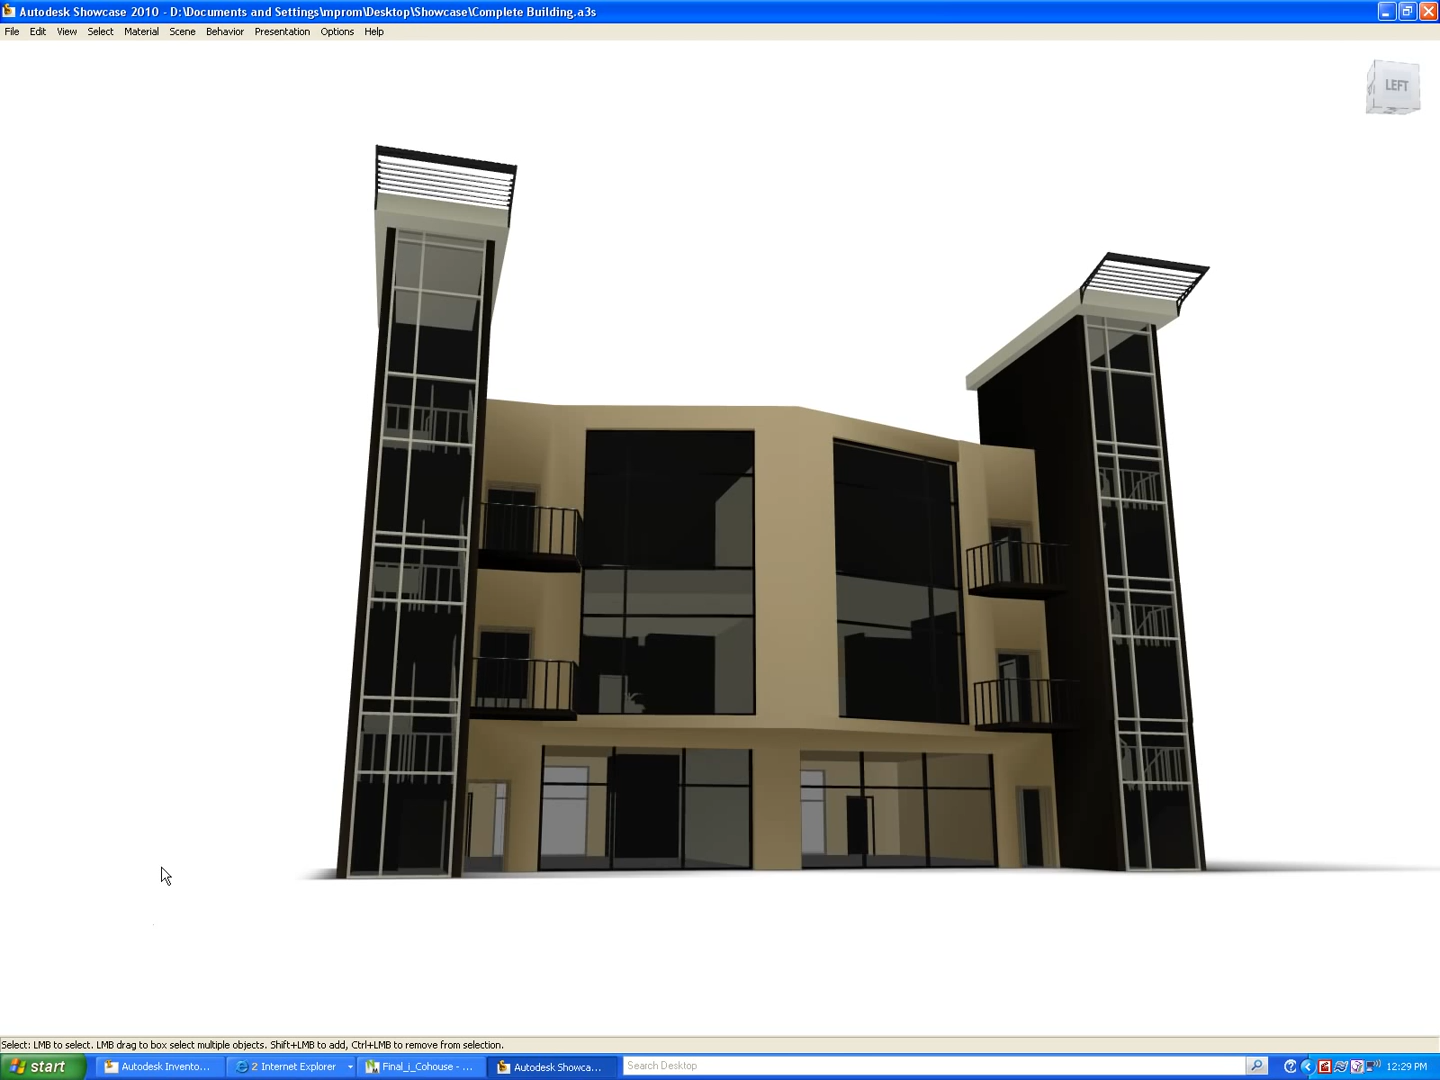 Autodesk Showcase 2010 - D:\Documents and Settings\mprom\Desktop\Showcase\Complete Building.a3s
File Edit View Select Material Scene Behavior Presentation Options Help
LEFT
Select: LMB to select. LMB drag to box select multiple objects. Shift+LMB to add, Ctrl+LMB to remove from selection.
start Autodesk Invento... 2 Internet Explorer Final_i_Cohouse - ... Autodesk Showca... Search Desktop 12:29 PM